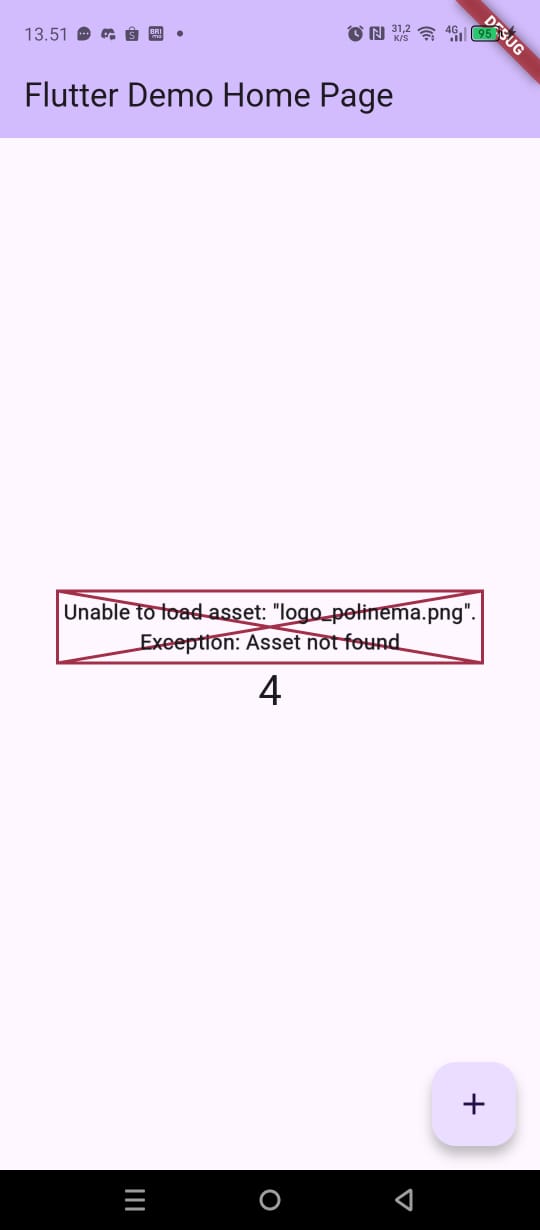 13.51
31,2
K/S
4G
95
DEBUG
Flutter Demo Home Page
Unable to load asset: "logo_polinema.png".
Exception: Asset not found
4